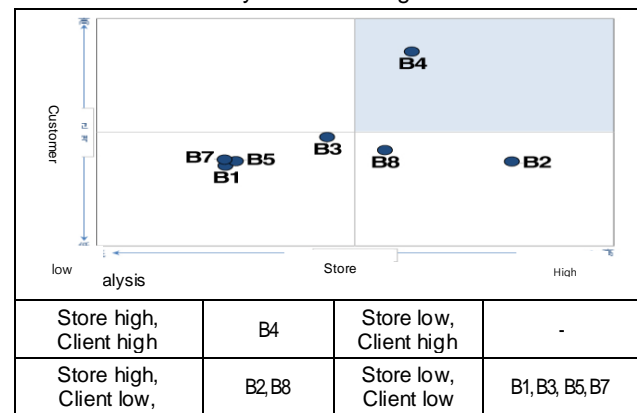 B4
Customer
B3
B7 B5
B1
B8
B2
low
alysis
Store
High
Store high,
Client high
B4
Store low,
Client high
-
Store high,
Client low,
B2, B8
Store low,
Client low
B1, B3, B5, B7